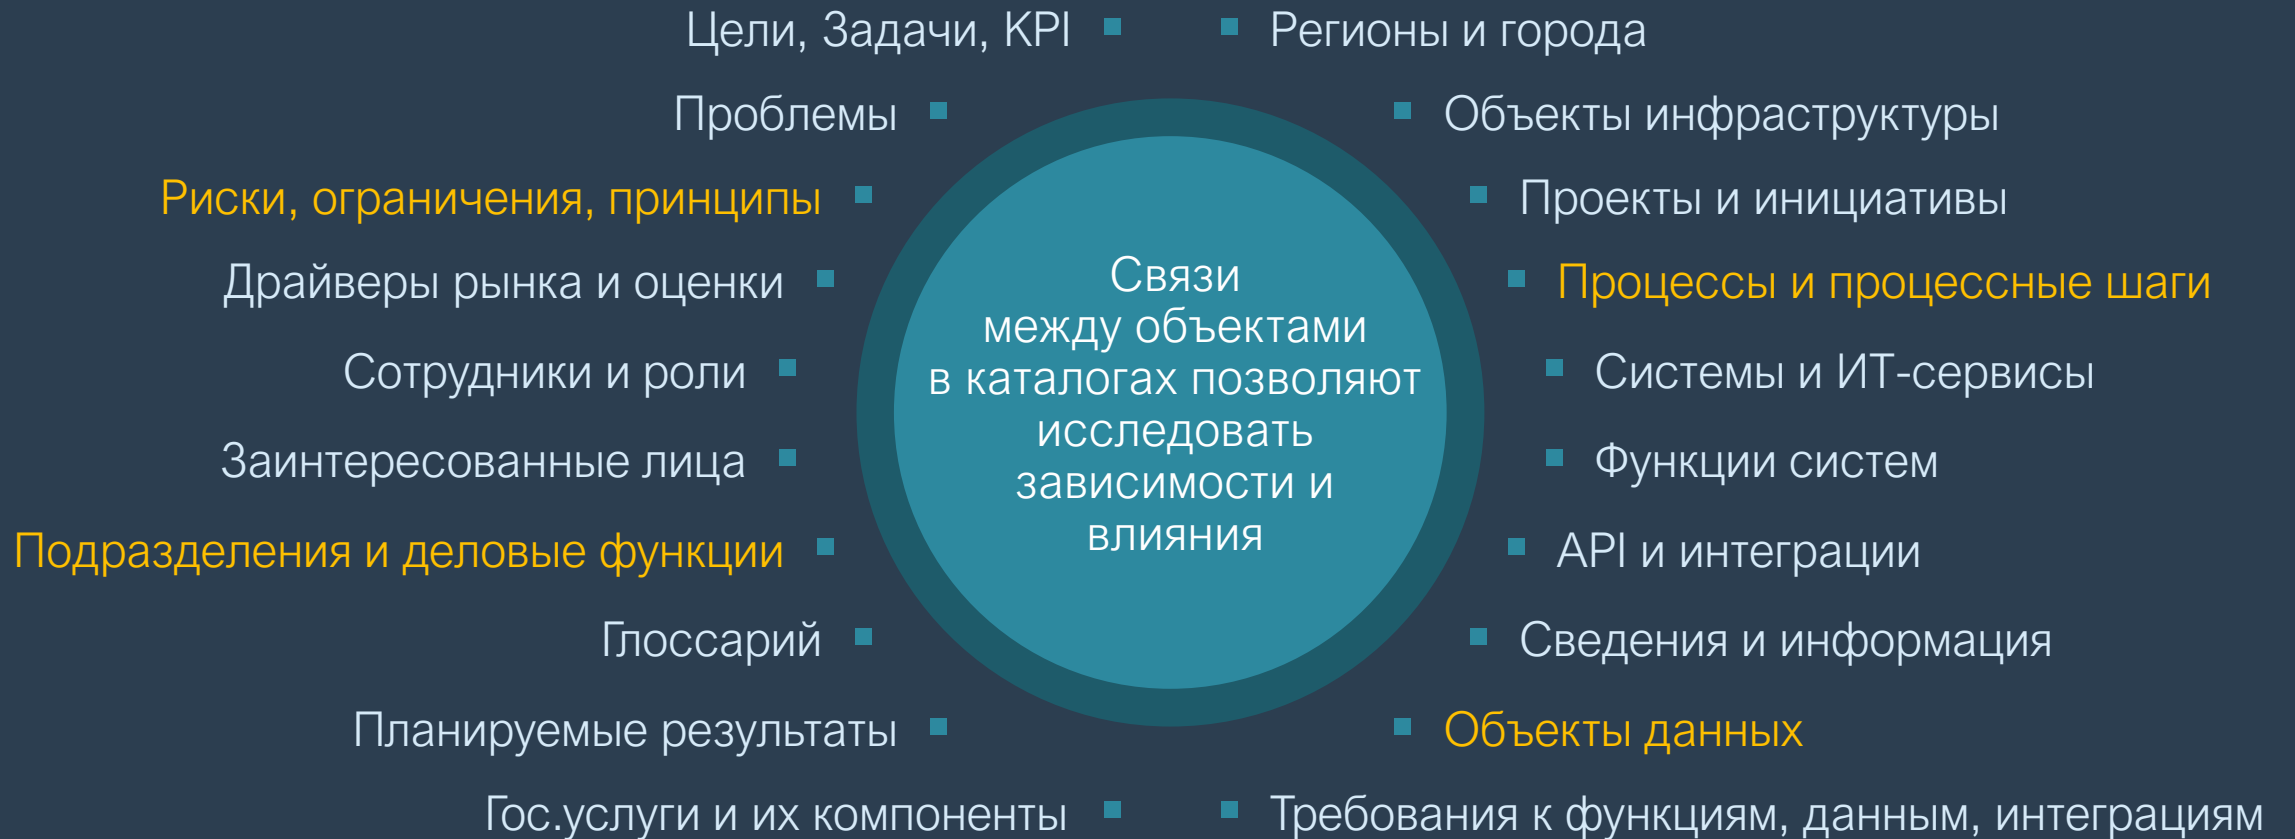 Цели, Задачи, KPI
Проблемы
Риски, ограничения, принципы
Драйверы рынка и оценки
Сотрудники и роли
Заинтересованные лица
Подразделения и деловые функции
Глоссарий
Планируемые результаты
Гос.услуги и их компоненты
Связи
между объектами
в каталогах позволяют
исследовать
зависимости и
влияния
Регионы и города
Объекты инфраструктуры
Проекты и инициативы
Процессы и процессные шаги
Системы и ИТ-сервисы
Функции систем
API и интеграции
Сведения и информация
Объекты данных
Требования к функциям, данным, интеграциям